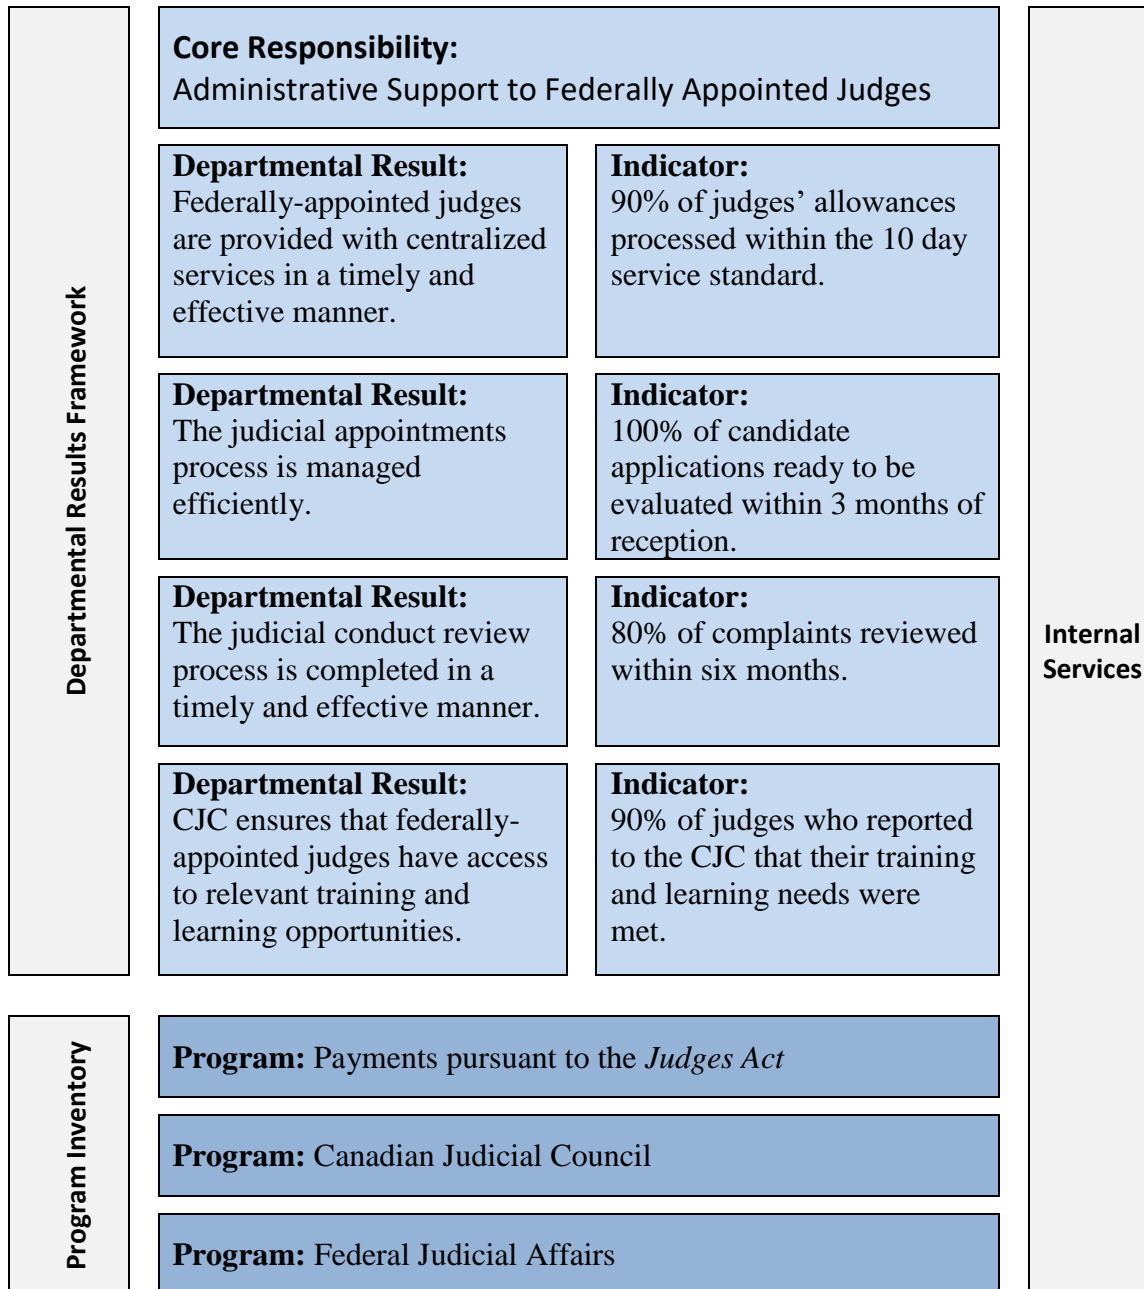 Departmental Results Framework
Core Responsibility:
Administrative Support to Federally Appointed Judges
Departmental Result:
Federally-appointed judges
are provided with centralized
services in a timely and
effective manner.
Indicator:
90% of judges’ allowances
processed within the 10 day
service standard.
Departmental Result:
The judicial appointments
process is managed
efficiently.
Indicator:
100% of candidate
applications ready to be
evaluated within 3 months of
reception.
Departmental Result:
The judicial conduct review
process is completed in a
timely and effective manner.
Indicator:
80% of complaints reviewed
within six months.
Departmental Result:
CJC ensures that federally-
appointed judges have access
to relevant training and
learning opportunities.
Indicator:
90% of judges who reported
to the CJC that their training
and learning needs were
met.
Internal
Services
Program Inventory
Program: Payments pursuant to the Judges Act
Program: Canadian Judicial Council
Program: Federal Judicial Affairs